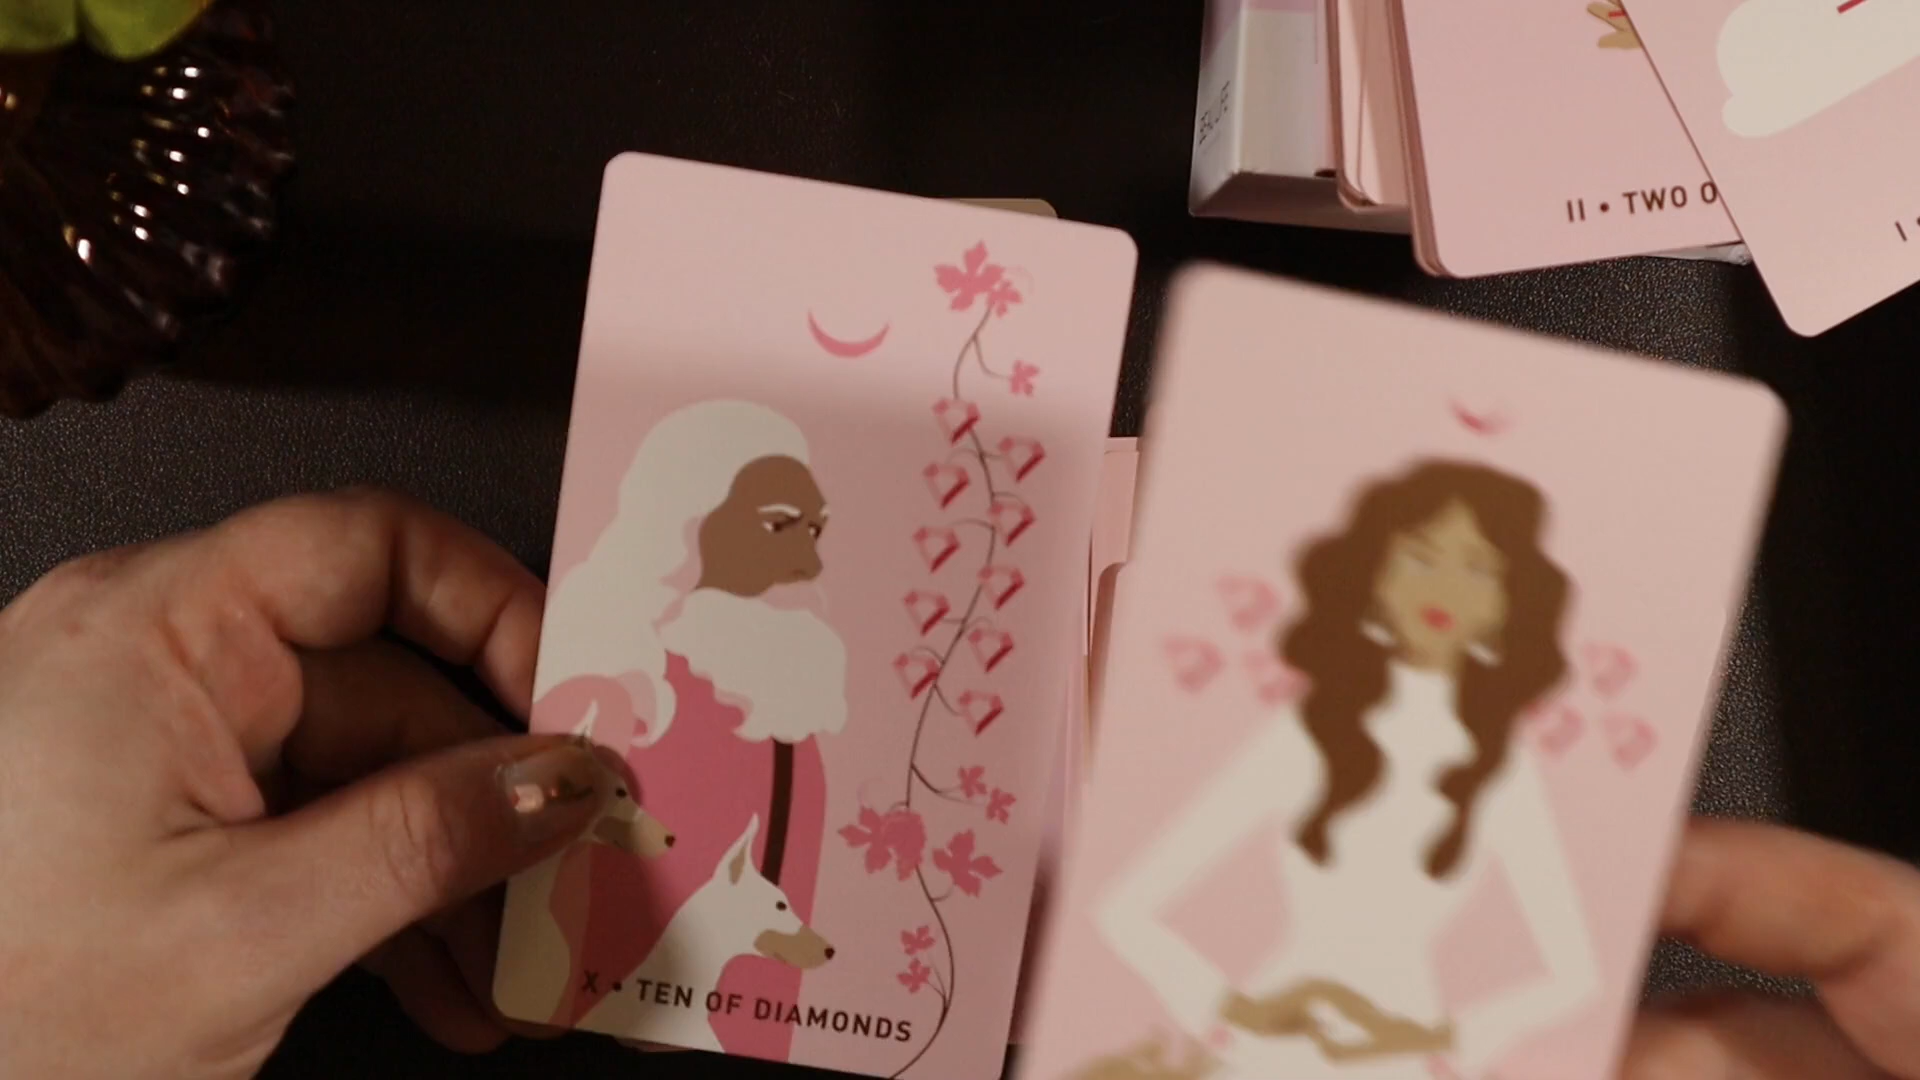 II • TWO O
I •
X • TEN OF DIAMONDS